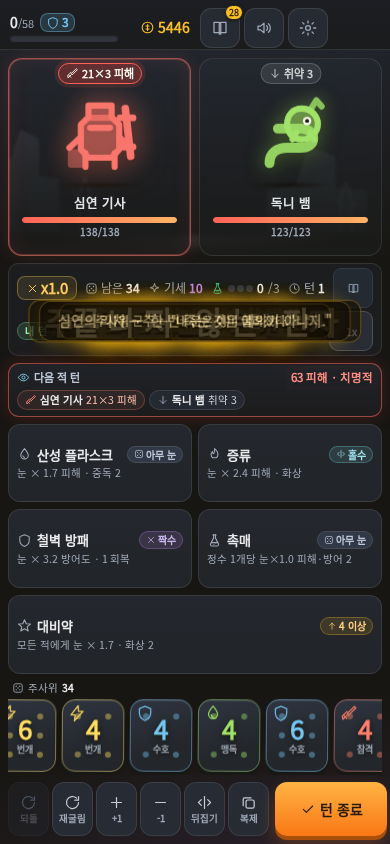 0/58 3 5446 28
21×3 피해
취약 3
심연 기사
독니 뱀
138/138
123/123
×1.0 남은 34 기세 10 0 /3 턴 1
다음 적 턴 63 피해 · 치명적
심연 기사 21×3 피해 독니 뱀 취약 3
산성 플라스크 아무 눈
눈 × 1.7 피해 · 중독 2
증류 홀수
눈 × 2.4 피해 · 화상
철벽 방패 짝수
눈 × 3.2 방어도 · 1회복
촉매 아무 눈
정수 1개당 눈×1.0 피해·방어 2
대비약 4 이상
모든 적에게 눈 × 1.7 · 화상 2
주사위 34
6 4 4 6 4
번개 번개 수호 맹독 수호 참격
되돌 재굴림 +1 -1 뒤집기 복제 턴 종료